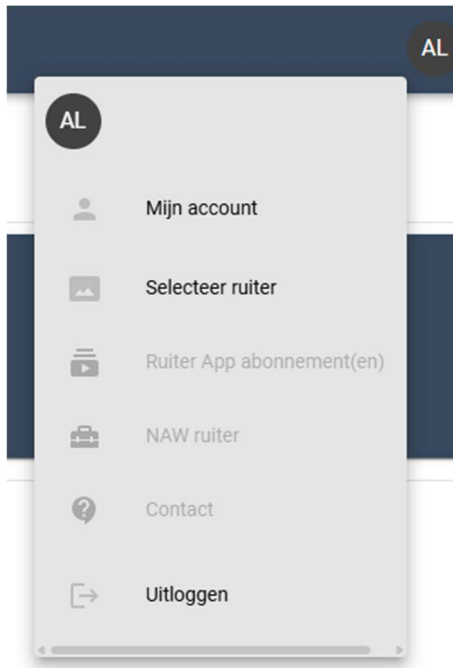 AL
AL
Mijn account
Selecteer ruiter
Ruiter App abonnement(en)
NAW ruiter
Contact
Uitloggen